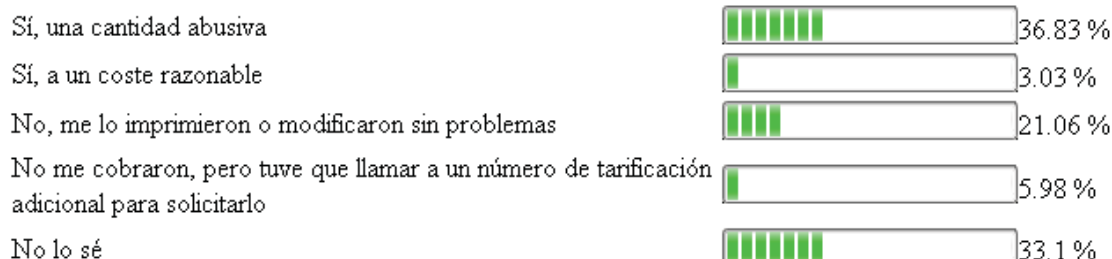 Sí, una cantidad abusiva 36.83 %
Sí, a un coste razonable 3.03 %
No, me lo imprimieron o modificaron sin problemas 21.06 %
No me cobraron, pero tuve que llamar a un número de tarificación
adicional para solicitarlo 5.98 %
No lo sé 33.1 %